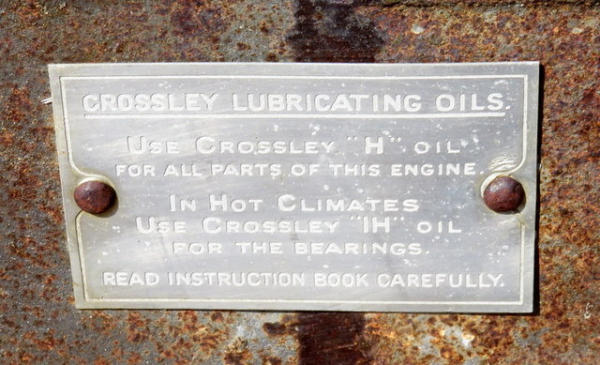 CROSSLEY LUBRICATING OILS.
USE CROSSLEY "H" OIL
FOR ALL PARTS OF THIS ENGINE.
IN HOT CLIMATES
USE CROSSLEY "IH" OIL
FOR THE BEARINGS.
READ INSTRUCTION BOOK CAREFULLY.